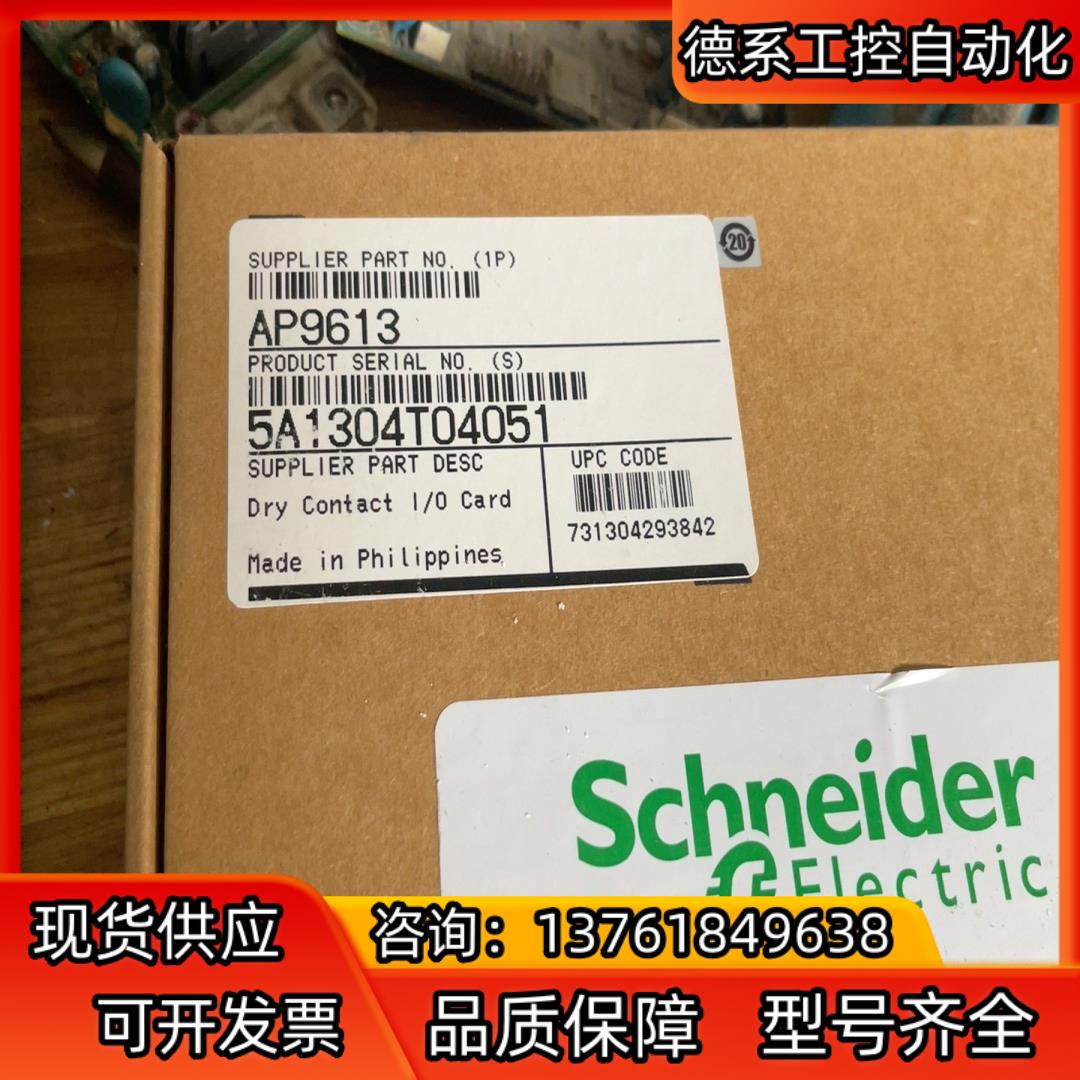 德系工控自动化
SUPPLIER PART NO. (1P)
20
AP9613
PRODUCT SERIAL NO. (S)
5A1304T04051
SUPPLIER PART DESC
UPC CODE
Dry Contact I/O Card
731304293842
Made in Philippines
Schneider
Electric
现货供应
咨询：13761849638
可开发票
品质保障
型号齐全